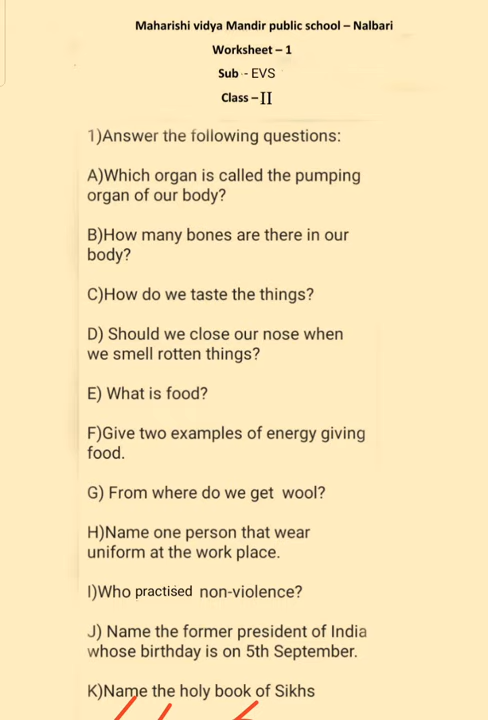 Maharishi vidya Mandir public school – Nalbari
Worksheet – 1
Sub - EVS
Class – II
1)Answer the following questions:
A)Which organ is called the pumping
organ of our body?
B)How many bones are there in our
body?
C)How do we taste the things?
D) Should we close our nose when
we smell rotten things?
E) What is food?
F)Give two examples of energy giving
food.
G) From where do we get wool?
H)Name one person that wear
uniform at the work place.
I)Who practised non-violence?
J) Name the former president of India
whose birthday is on 5th September.
K)Name the holy book of Sikhs